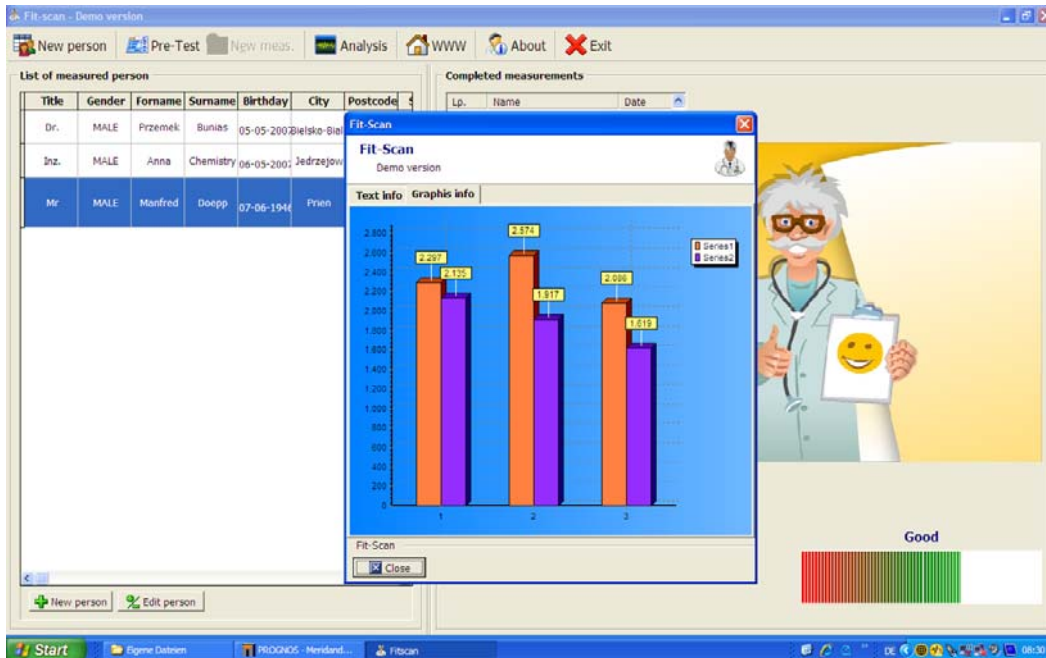 Fit-scan - Demo version
New person Pre-Test New meas. Analysis WWW About Exit
List of measured person
Title Gender Forname Surname Birthday City Postcode
Dr. MALE Przemek Bunias 05-05-2007 Bielsko-Bial
Inz. MALE Anna Chemistry 06-05-2007 Jedrzejow
Mr MALE Manfred Doepp 07-06-1946 Prien
New person Edit person
Completed measurements
Lp. Name Date
Fit-Scan
Fit-Scan
Demo version
Text info Graphis info
2.800
2.600
2.400
2.200
2.000
1.800
1.600
1.400
1.200
1.000
800
600
400
200
0
2.297
2.135
2.574
1.917
2.086
1.619
1 2 3
Series1
Series2
Fit-Scan
Close
Good
Start Eigene Dateien PROGNOS - Meridand... Fitscan DE 08:30